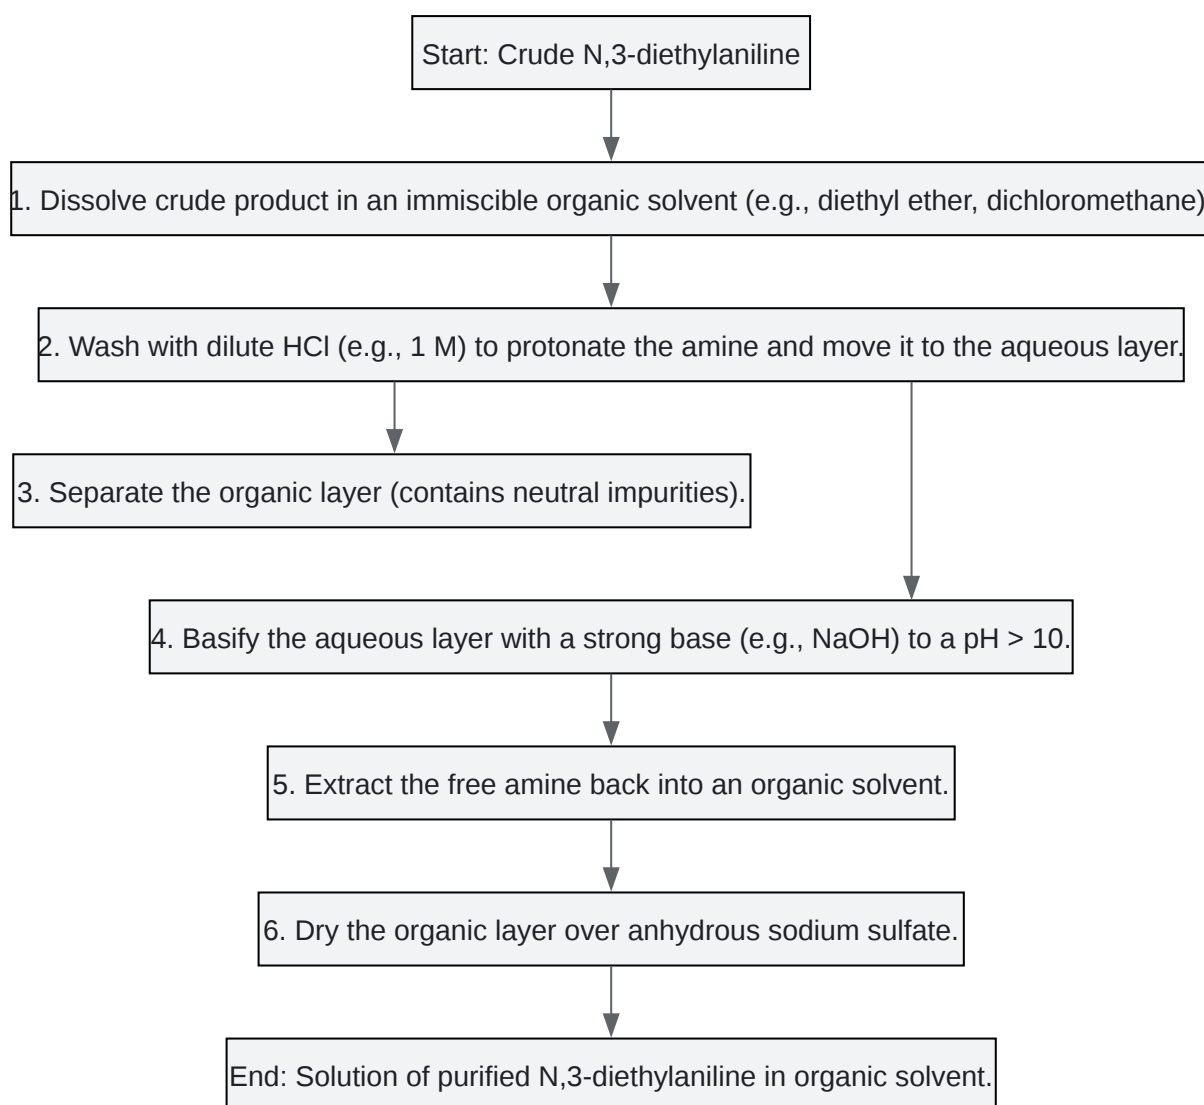 Start: Crude N,3-diethylaniline
1. Dissolve crude product in an immiscible organic solvent (e.g., diethyl ether, dichloromethane)
2. Wash with dilute HCl (e.g., 1 M) to protonate the amine and move it to the aqueous layer.
3. Separate the organic layer (contains neutral impurities).
4. Basify the aqueous layer with a strong base (e.g., NaOH) to a pH > 10.
5. Extract the free amine back into an organic solvent.
6. Dry the organic layer over anhydrous sodium sulfate.
End: Solution of purified N,3-diethylaniline in organic solvent.